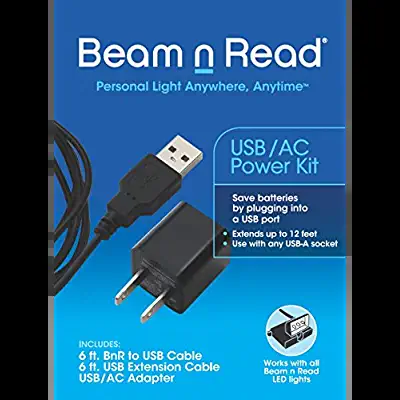 Beam n Read®
Personal Light Anywhere, Anytime™
USB/AC
Power Kit
Save batteries
by plugging into
a USB port
• Extends up to 12 feet
• Use with any USB-A socket
INCLUDES:
6 ft. BnR to USB Cable
6 ft. USB Extension Cable
USB/AC Adapter
Works with all
Beam n Read
LED lights